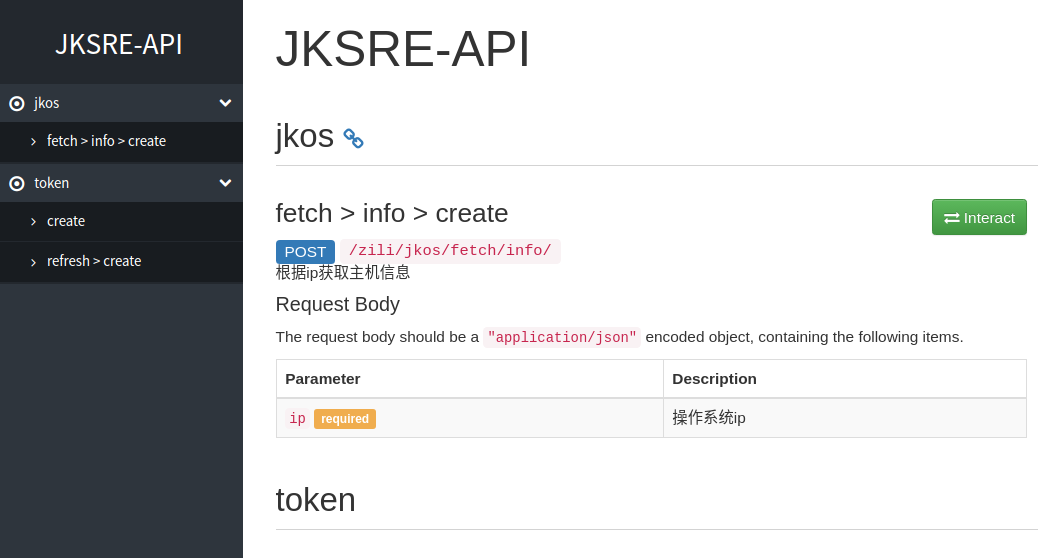 JKSRE-API
jkos
fetch > info > create
token
create
refresh > create
JKSRE-API
jkos
fetch > info > create
Interact
POST /zili/jkos/fetch/info/
根据ip获取主机信息
Request Body
The request body should be a "application/json" encoded object, containing the following items.
Parameter Description
ip required 操作系统ip
token